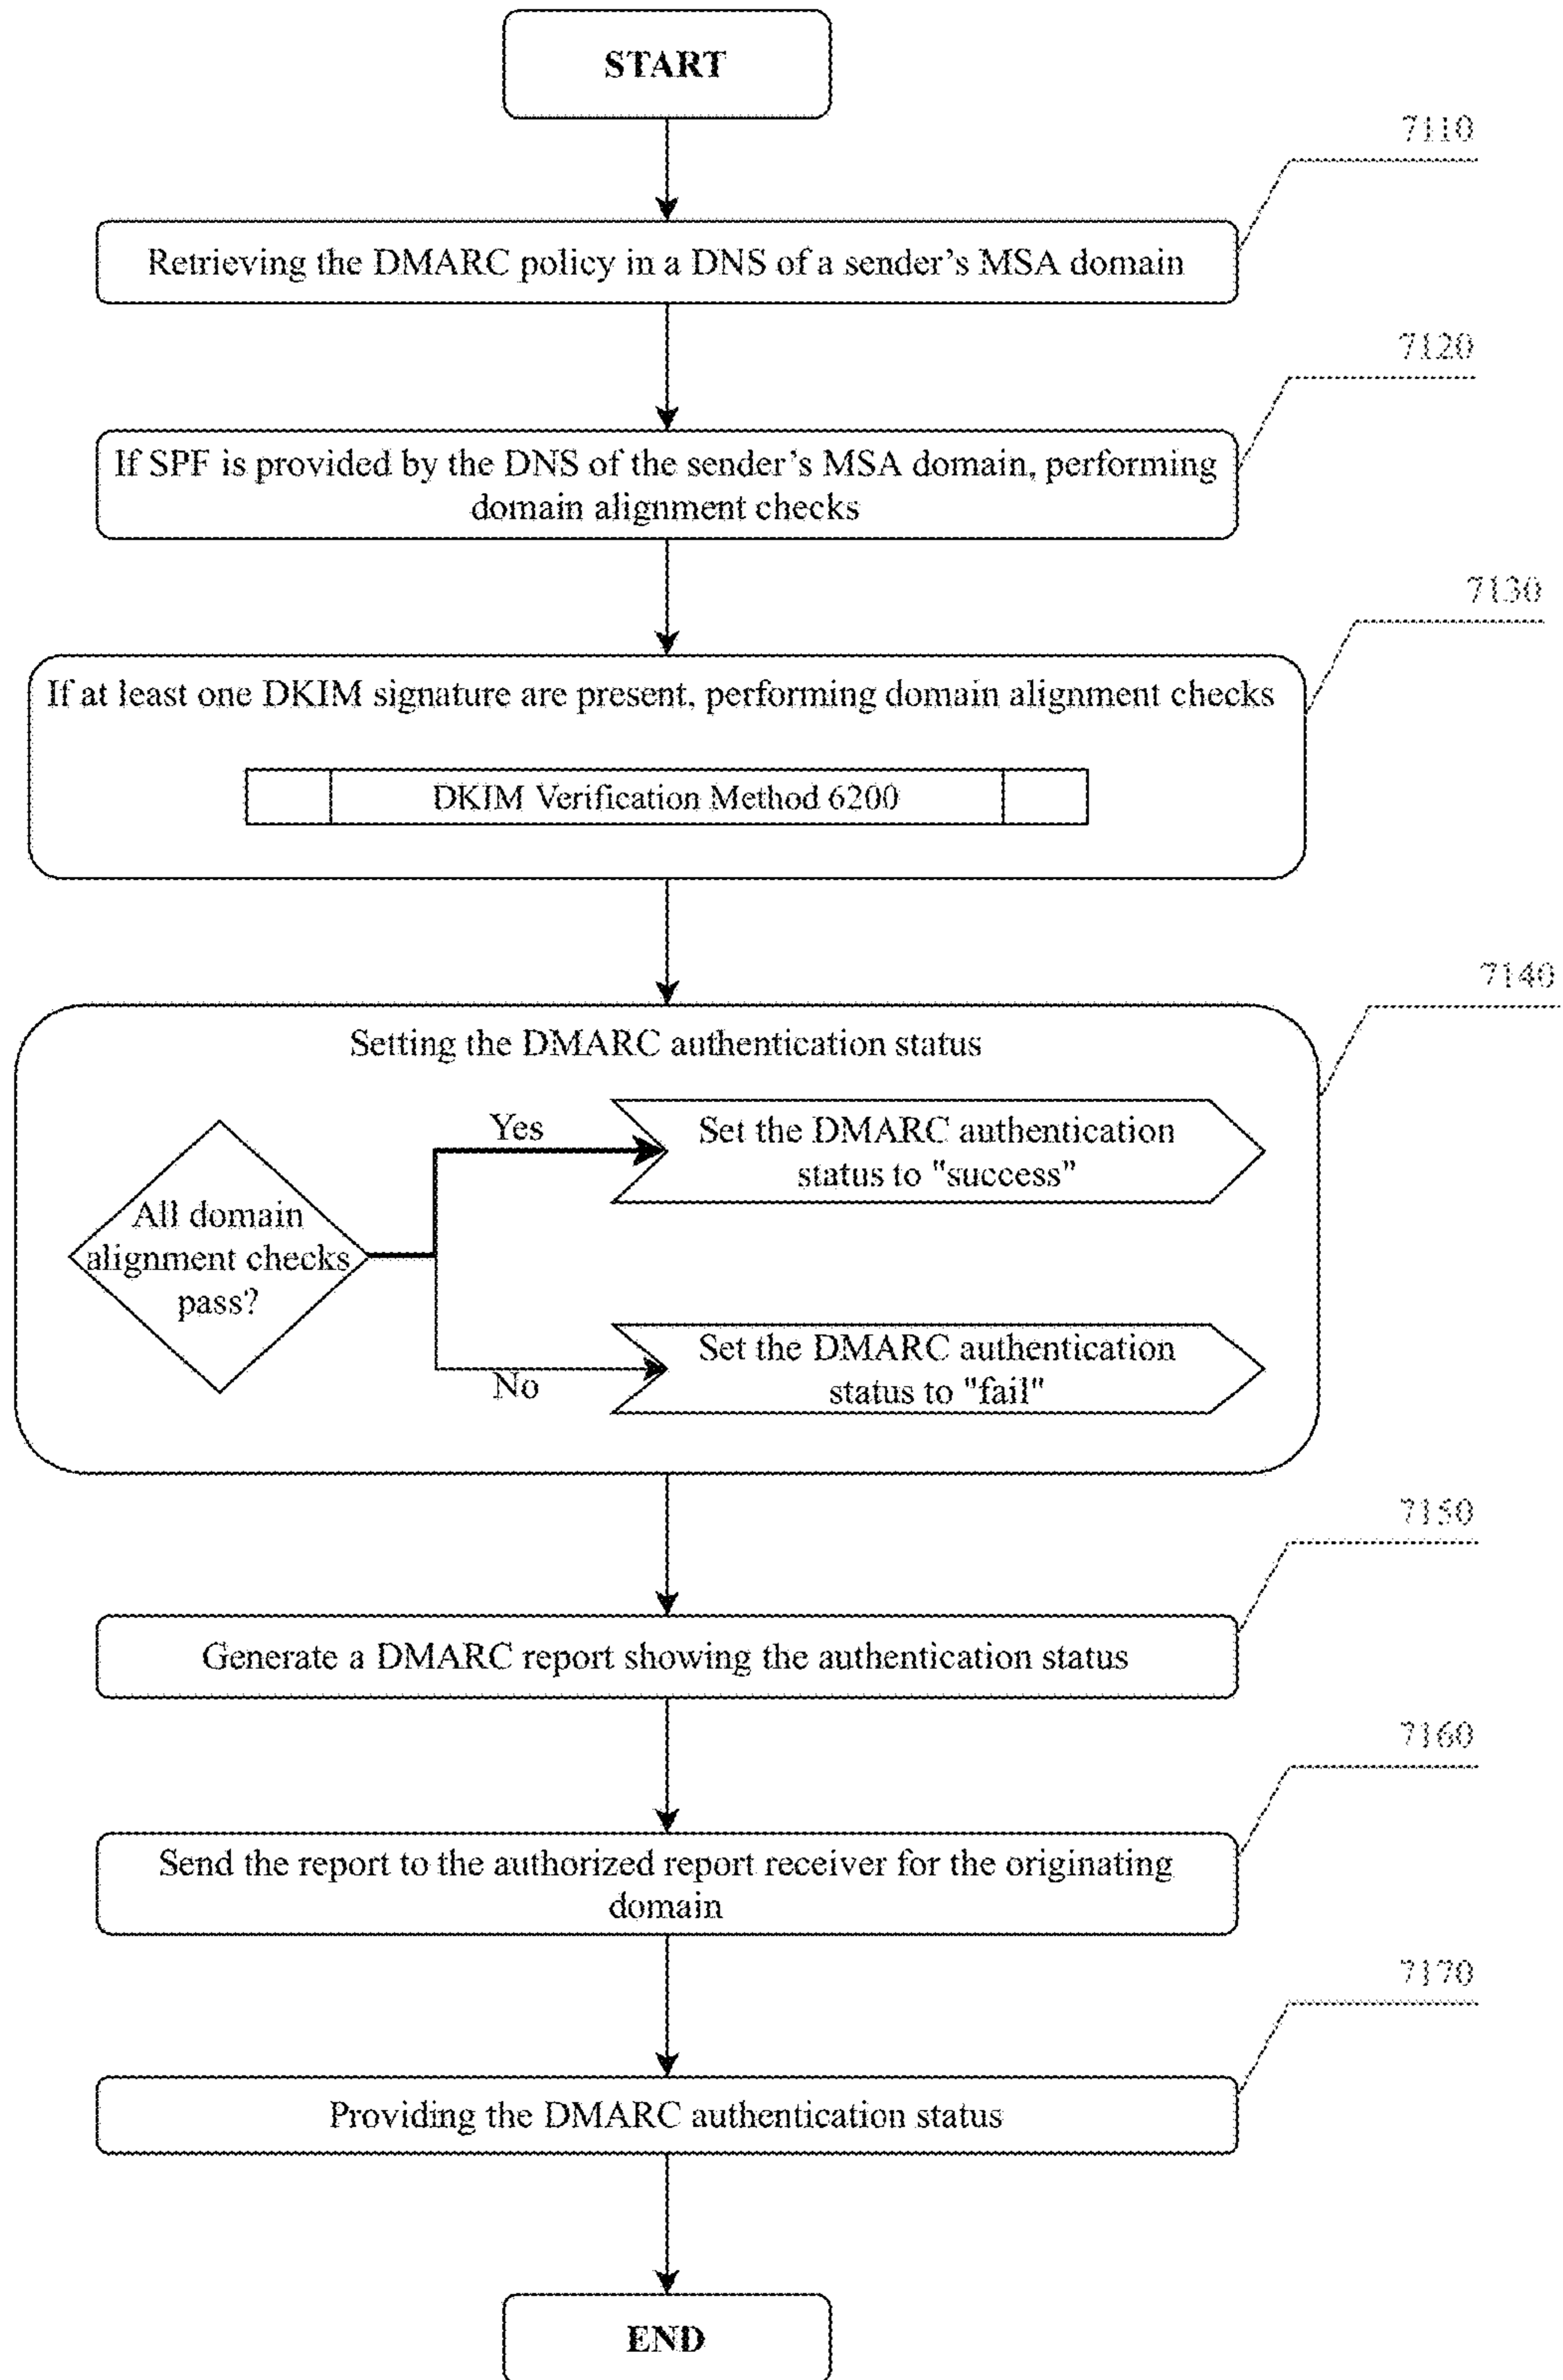 START
7110
Retrieving the DMARC policy in a DNS of a sender's MSA domain
7120
If SPF is provided by the DNS of the sender's MSA domain, performing
domain alignment checks
7130
If at least one DKIM signature are present, performing domain alignment checks
DKIM Verification Method 6200
7140
Setting the DMARC authentication status
All domain
alignment checks
pass?
Yes
Set the DMARC authentication
status to "success"
No
Set the DMARC authentication
status to "fail"
7150
Generate a DMARC report showing the authentication status
7160
Send the report to the authorized report receiver for the originating
domain
7170
Providing the DMARC authentication status
END